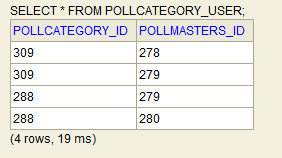 SELECT * FROM POLLCATEGORY_USER;
POLLCATEGORY_ID POLLMASTERS_ID
309 278
309 279
288 279
288 280
(4 rows, 19 ms)